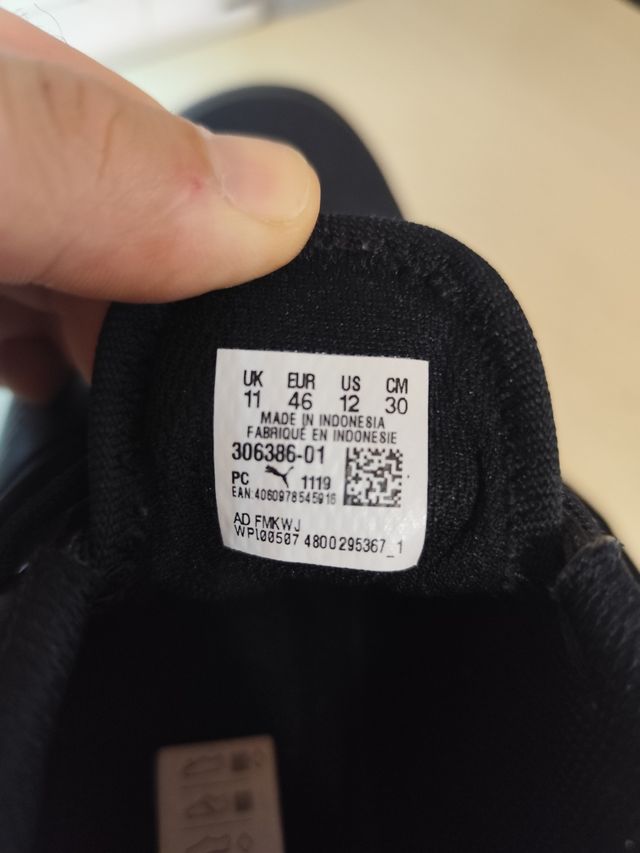 UK EUR US CM
11 46 12 30
MADE IN INDONESIA
FABRIQUÉ EN INDONESIE
306386-01
PC 1119
EAN:4060978545916
AD FMKWJ
WPI00507 4800295367_1